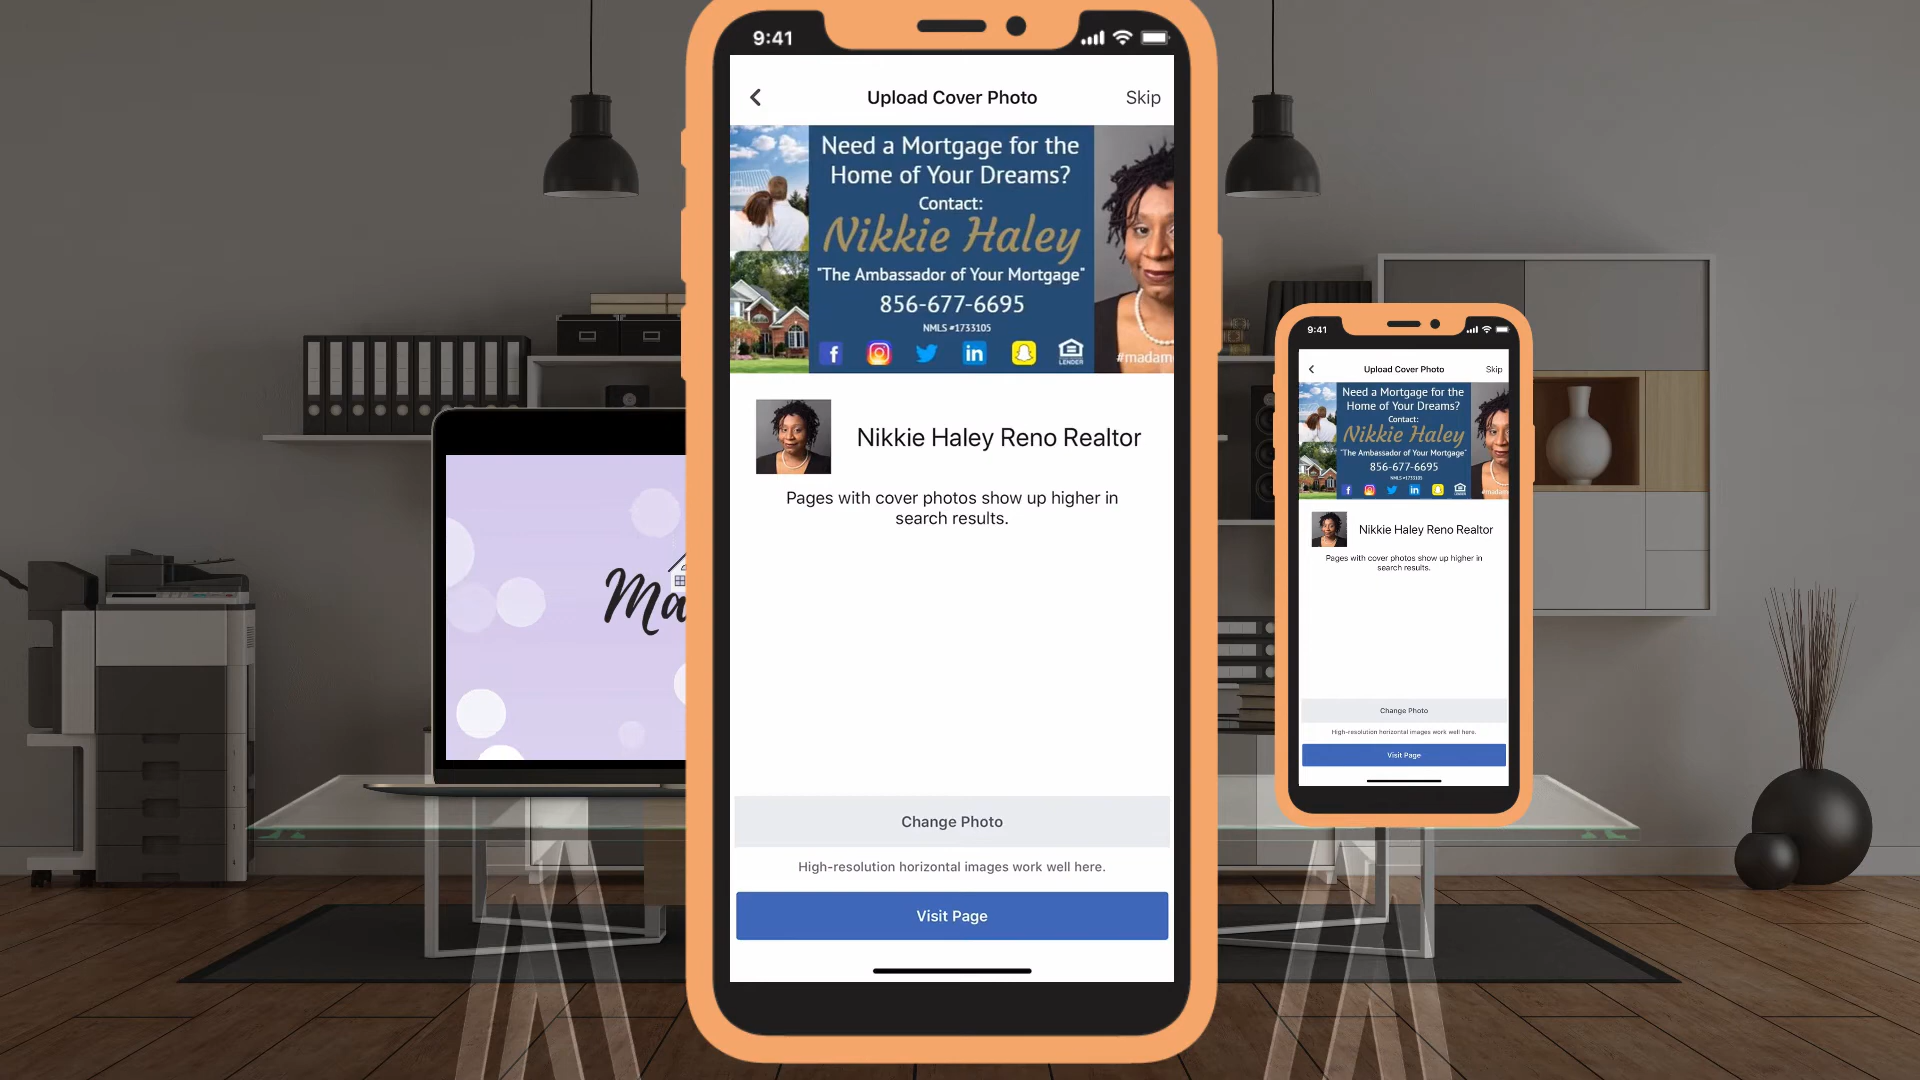 9:41
Upload Cover Photo
Skip
Need a Mortgage for the
Home of Your Dreams?
Contact:
Nikkie Haley
"The Ambassador of Your Mortgage"
856-677-6695
NMLS #1733105
LENDER
#madam
Nikkie Haley Reno Realtor
Pages with cover photos show up higher in
search results.
Change Photo
High-resolution horizontal images work well here.
Visit Page
Ma
9:41
Upload Cover Photo
Skip
Need a Mortgage for the
Home of Your Dreams?
Contact:
Nikkie Haley
"The Ambassador of Your Mortgage"
856-677-6695
NMLS #1733105
#madam
Nikkie Haley Reno Realtor
Pages with cover photos show up higher in
search results.
Change Photo
High-resolution horizontal images work well here.
Visit Page